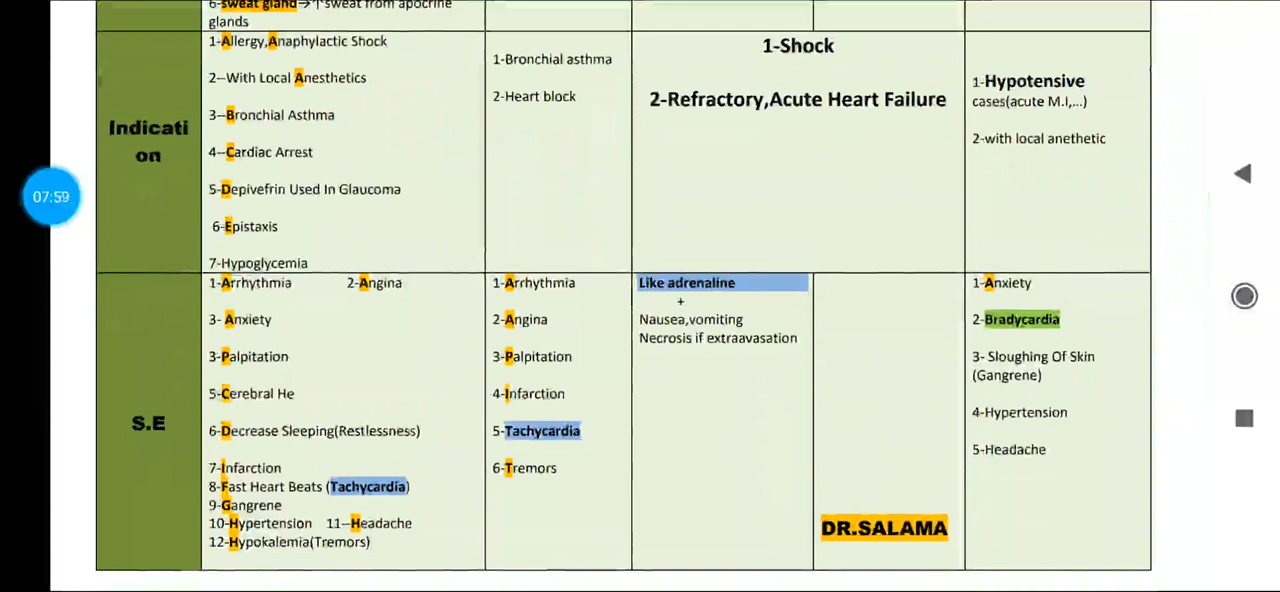 6-sweat gland→↑sweat from apocrine
glands
Indicati
on
1-Allergy,Anaphylactic Shock
2--With Local Anesthetics
3--Bronchial Asthma
4--Cardiac Arrest
5-Depivefrin Used In Glaucoma
6-Epistaxis
7-Hypoglycemia
1-Bronchial asthma
2-Heart block
1-Shock
2-Refractory,Acute Heart Failure
1-Hypotensive
cases(acute M.I,...)
2-with local anethetic
07:59
S.E
1-Arrhythmia 2-Angina
3- Anxiety
3-Palpitation
5-Cerebral He
6-Decrease Sleeping(Restlessness)
7-Infarction
8-Fast Heart Beats (Tachycardia)
9-Gangrene
10-Hypertension 11--Headache
12-Hypokalemia(Tremors)
1-Arrhythmia
2-Angina
3-Palpitation
4-Infarction
5-Tachycardia
6-Tremors
Like adrenaline
+
Nausea,vomiting
Necrosis if extraavasation
DR.SALAMA
1-Anxiety
2-Bradycardia
3- Sloughing Of Skin
(Gangrene)
4-Hypertension
5-Headache